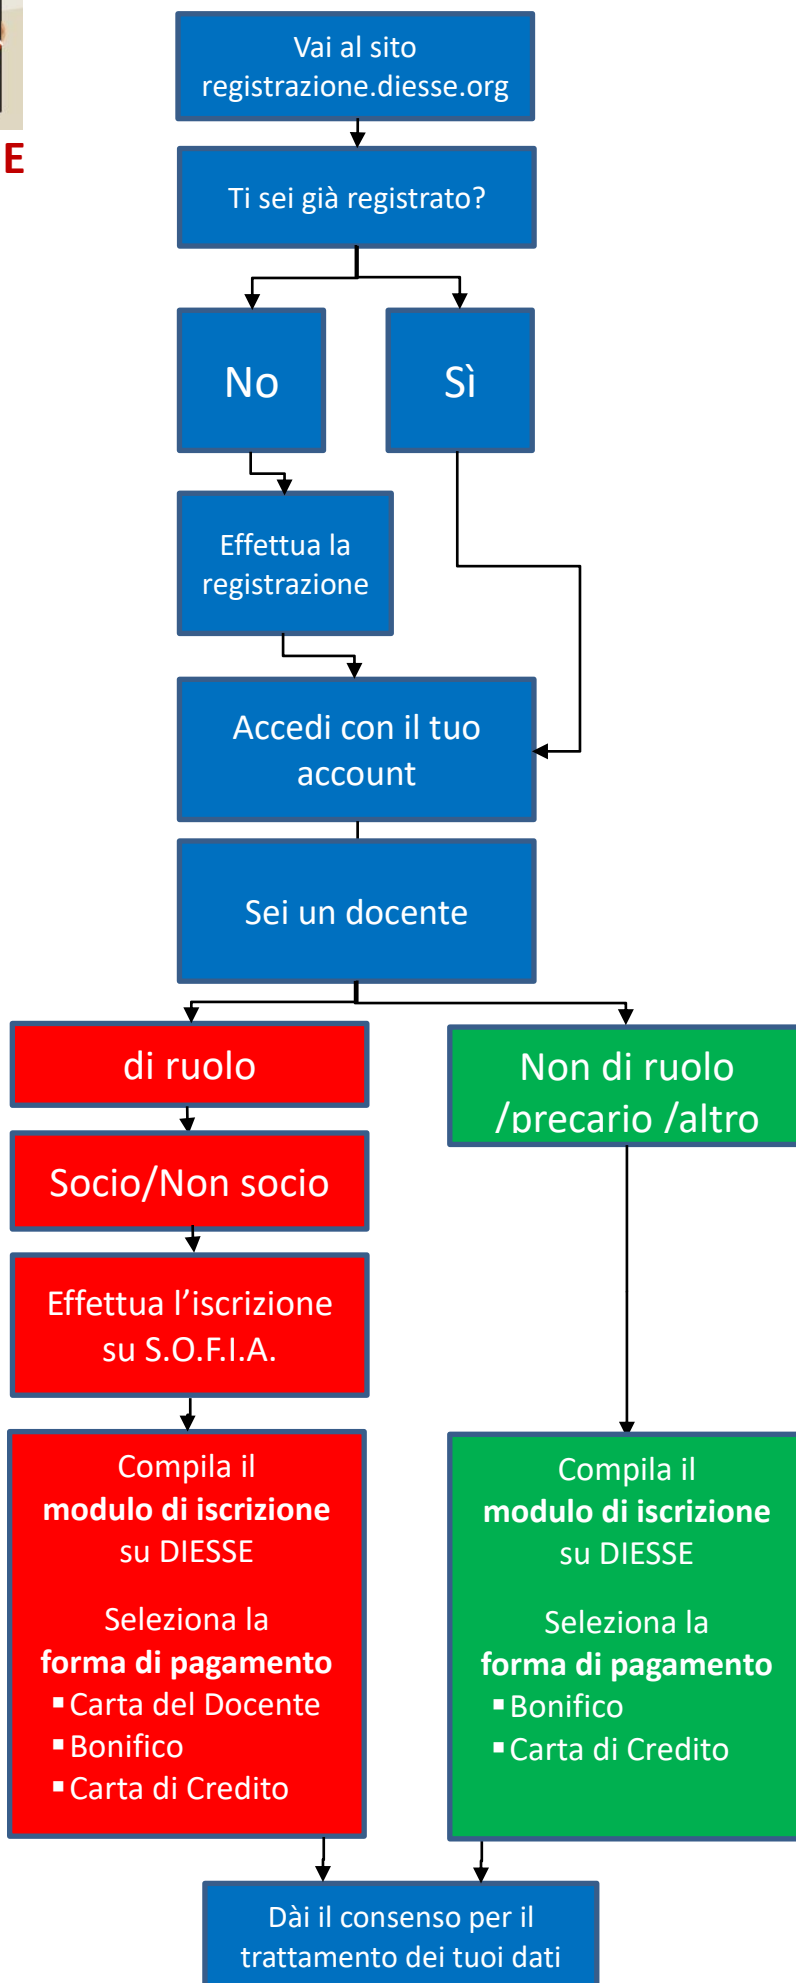 E
Vai al sito
registrazione.diesse.org
Ti sei già registrato?
No
Sì
Effettua la
registrazione
Accedi con il tuo
account
Sei un docente
di ruolo
Non di ruolo
/precario /altro
Socio/Non socio
Effettua l’iscrizione
su S.O.F.I.A.
Compila il
modulo di iscrizione
su DIESSE
Seleziona la
forma di pagamento
▪ Carta del Docente
▪ Bonifico
▪ Carta di Credito
Compila il
modulo di iscrizione
su DIESSE
Seleziona la
forma di pagamento
▪ Bonifico
▪ Carta di Credito
Dài il consenso per il
trattamento dei tuoi dati